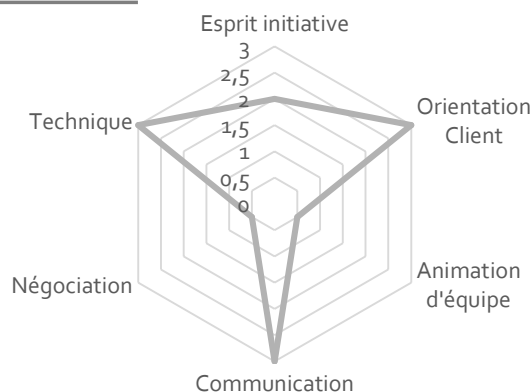 Esprit initiative
3
2,5
2
1,5
1
0,5
0
Orientation
Client
Technique
Négociation
Animation
d'équipe
Communication